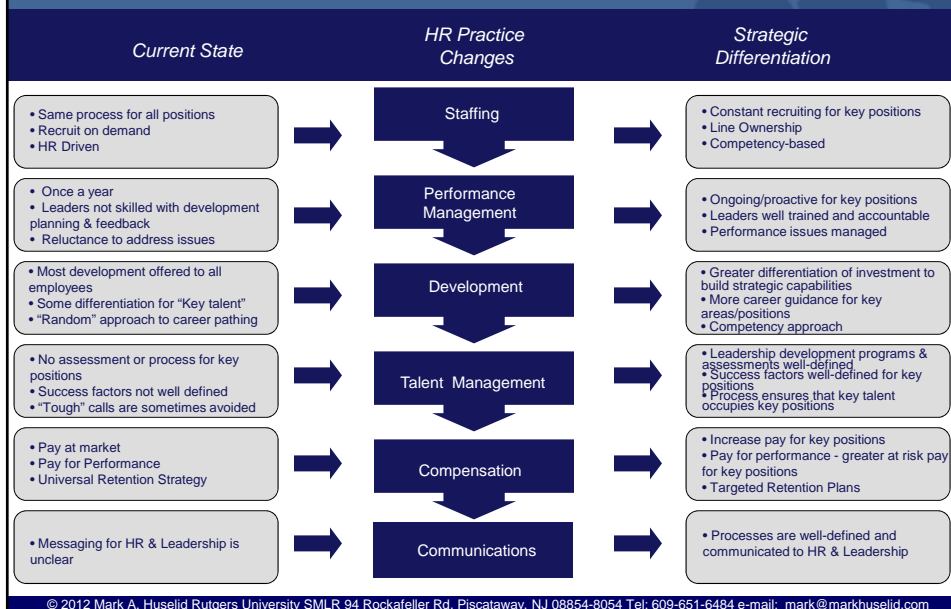 Current State
HR Practice
Changes
Strategic
Differentiation
• Same process for all positions
• Recruit on demand
• HR Driven
Staffing
• Constant recruiting for key positions
• Line Ownership
• Competency-based
• Once a year
• Leaders not skilled with development
planning & feedback
• Reluctance to address issues
Performance
Management
• Ongoing/proactive for key positions
• Leaders well trained and accountable
• Performance issues managed
• Most development offered to all
employees
• Some differentiation for “Key talent”
• “Random” approach to career pathing
Development
• Greater differentiation of investment to
build strategic capabilities
• More career guidance for key
areas/positions
• Competency approach
• No assessment or process for key
positions
• Success factors not well defined
• “Tough” calls are sometimes avoided
Talent Management
• Leadership development programs &
assessments well-defined
• Success factors well-defined for key
positions
• Process ensures that key talent
occupies key positions
• Pay at market
• Pay for Performance
• Universal Retention Strategy
Compensation
• Increase pay for key positions
• Pay for performance - greater at risk pay
for key positions
• Targeted Retention Plans
• Messaging for HR & Leadership is
unclear
Communications
• Processes are well-defined and
communicated to HR & Leadership
© 2012 Mark A. Huselid Rutgers University SMLR 94 Rockafeller Rd. Piscataway, NJ 08854-8054 Tel: 609-651-6484 e-mail: mark@markhuselid.com